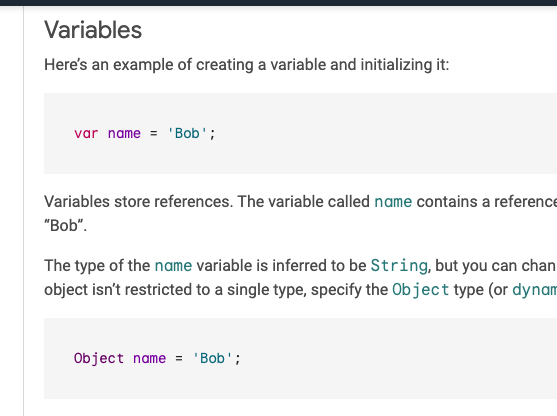 Variables
Here’s an example of creating a variable and initializing it:
var name = 'Bob';
Variables store references. The variable called name contains a reference
“Bob”.
The type of the name variable is inferred to be String, but you can chan
object isn’t restricted to a single type, specify the Object type (or dynam
Object name = 'Bob';